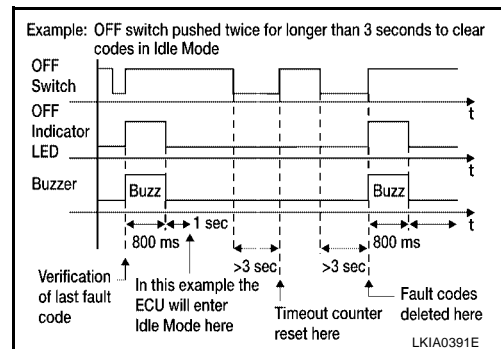 Example: OFF switch pushed twice for longer than 3 seconds to clear
codes in Idle Mode
OFF
Switch
t
OFF
Indicator
LED
t
Buzzer
Buzz
Buzz
t
1 sec
800 ms
>3 sec
>3 sec
800 ms
Verification
of last fault
code
In this example the
ECU will enter
Idle Mode here
Timeout counter
reset here
Fault codes
deleted here
LKIA0391E